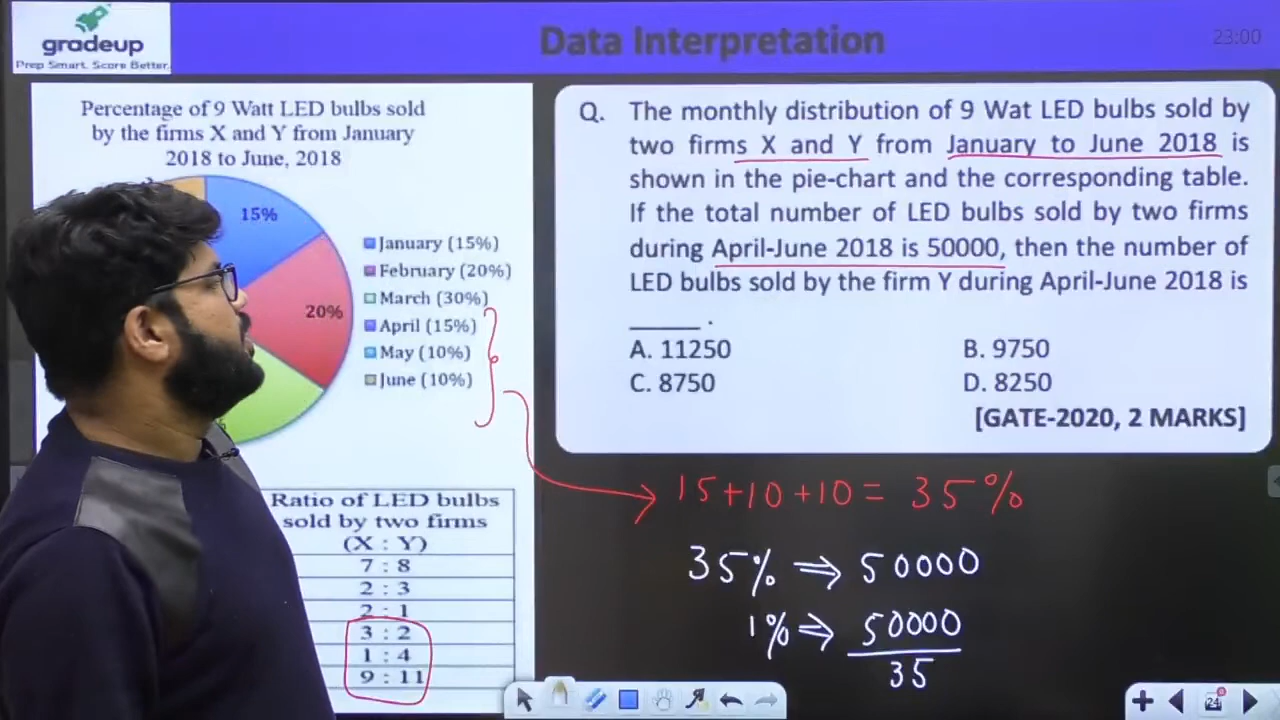 gradeup
Prep Smart. Score Better.
Data Interpretation
23:00
Percentage of 9 Watt LED bulbs sold
by the firms X and Y from January
2018 to June, 2018
15%
20%
%
January (15%)
February (20%)
March (30%)
April (15%)
May (10%)
June (10%)
Ratio of LED bulbs
sold by two firms
(X : Y)
7 : 8
2 : 3
2 : 1
3 : 2
1 : 4
9 : 11
Q. The monthly distribution of 9 Wat LED bulbs sold by
two firms X and Y from January to June 2018 is
shown in the pie-chart and the corresponding table.
If the total number of LED bulbs sold by two firms
during April-June 2018 is 50000, then the number of
LED bulbs sold by the firm Y during April-June 2018 is
______ .
A. 11250 B. 9750
C. 8750 D. 8250
[GATE-2020, 2 MARKS]
15+10+10= 35%
35% ⇒ 50000
1% ⇒ 50000
35
24